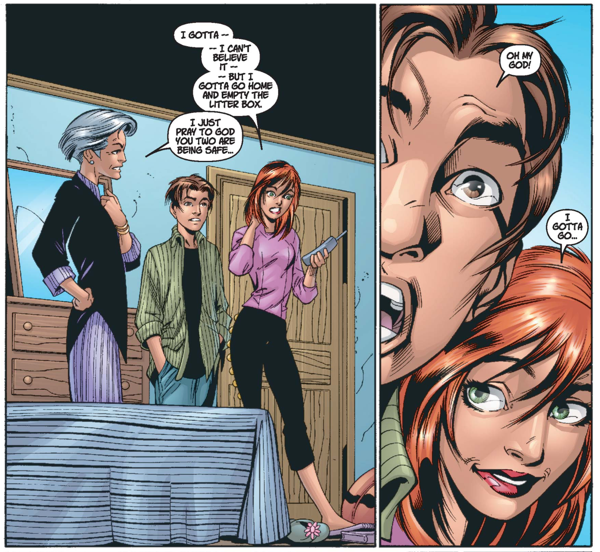 I GOTTA --
-- I CAN'T
BELIEVE
IT --
-- BUT I
GOTTA GO HOME
AND EMPTY THE
LITTER BOX.
I JUST
PRAY TO GOD
YOU TWO ARE
BEING SAFE...
OH MY
GOD!
I
GOTTA
GO...